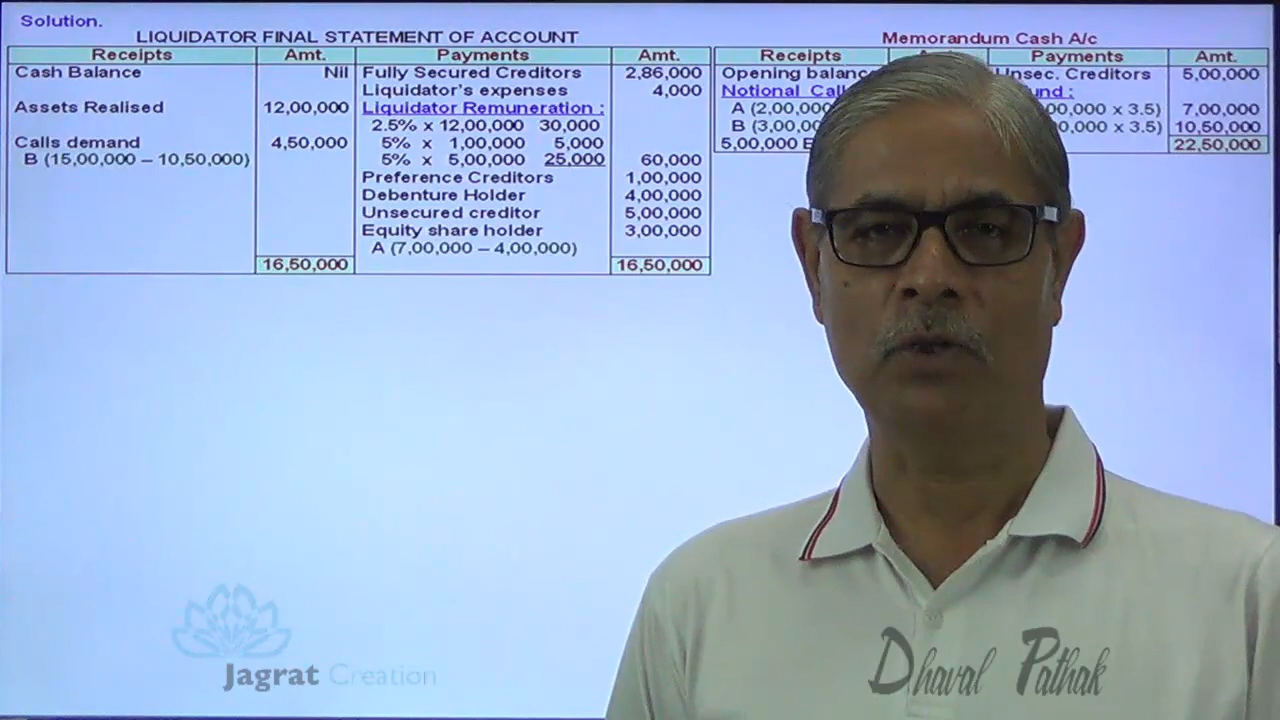 Solution.
LIQUIDATOR FINAL STATEMENT OF ACCOUNT
Receipts Amt. Payments Amt.
Cash Balance Nil Fully Secured Creditors 2,86,000
Liquidator's expenses 4,000
Assets Realised 12,00,000 Liquidator Remuneration :
2.5% x 12,00,000 30,000
Calls demand 4,50,000 5% x 1,00,000 5,000
B (15,00,000 – 10,50,000) 5% x 5,00,000 25,000 60,000
Preference Creditors 1,00,000
Debenture Holder 4,00,000
Unsecured creditor 5,00,000
Equity share holder 3,00,000
A (7,00,000 – 4,00,000)
16,50,000 16,50,000
Memorandum Cash A/c
Receipts Payments Amt.
Opening Unsec. Creditors 5,00,000
Notional
A (2,00,000 x 3.5) 7,00,000
B x 3.5) 10,50,000
5,00,000 22,50,000
Jagrat Creation
Dhaval Pathak